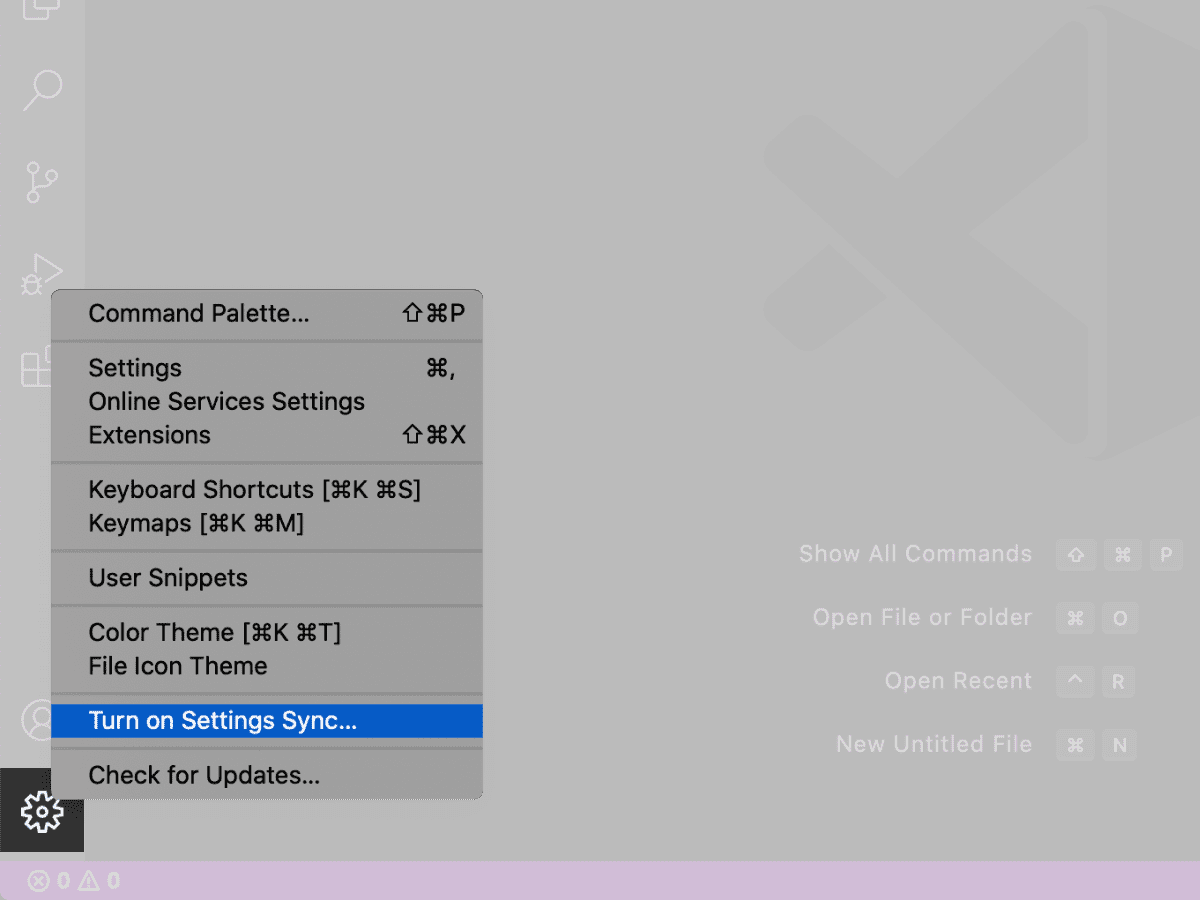 Command Palette... ⇧⌘P
Settings ⌘,
Online Services Settings
Extensions ⇧⌘X
Keyboard Shortcuts [⌘K ⌘S]
Keymaps [⌘K ⌘M]
User Snippets
Color Theme [⌘K ⌘T]
File Icon Theme
Turn on Settings Sync...
Check for Updates...
Show All Commands ⇧ ⌘ P
Open File or Folder ⌘ O
Open Recent ^ R
New Untitled File ⌘ N
0 0